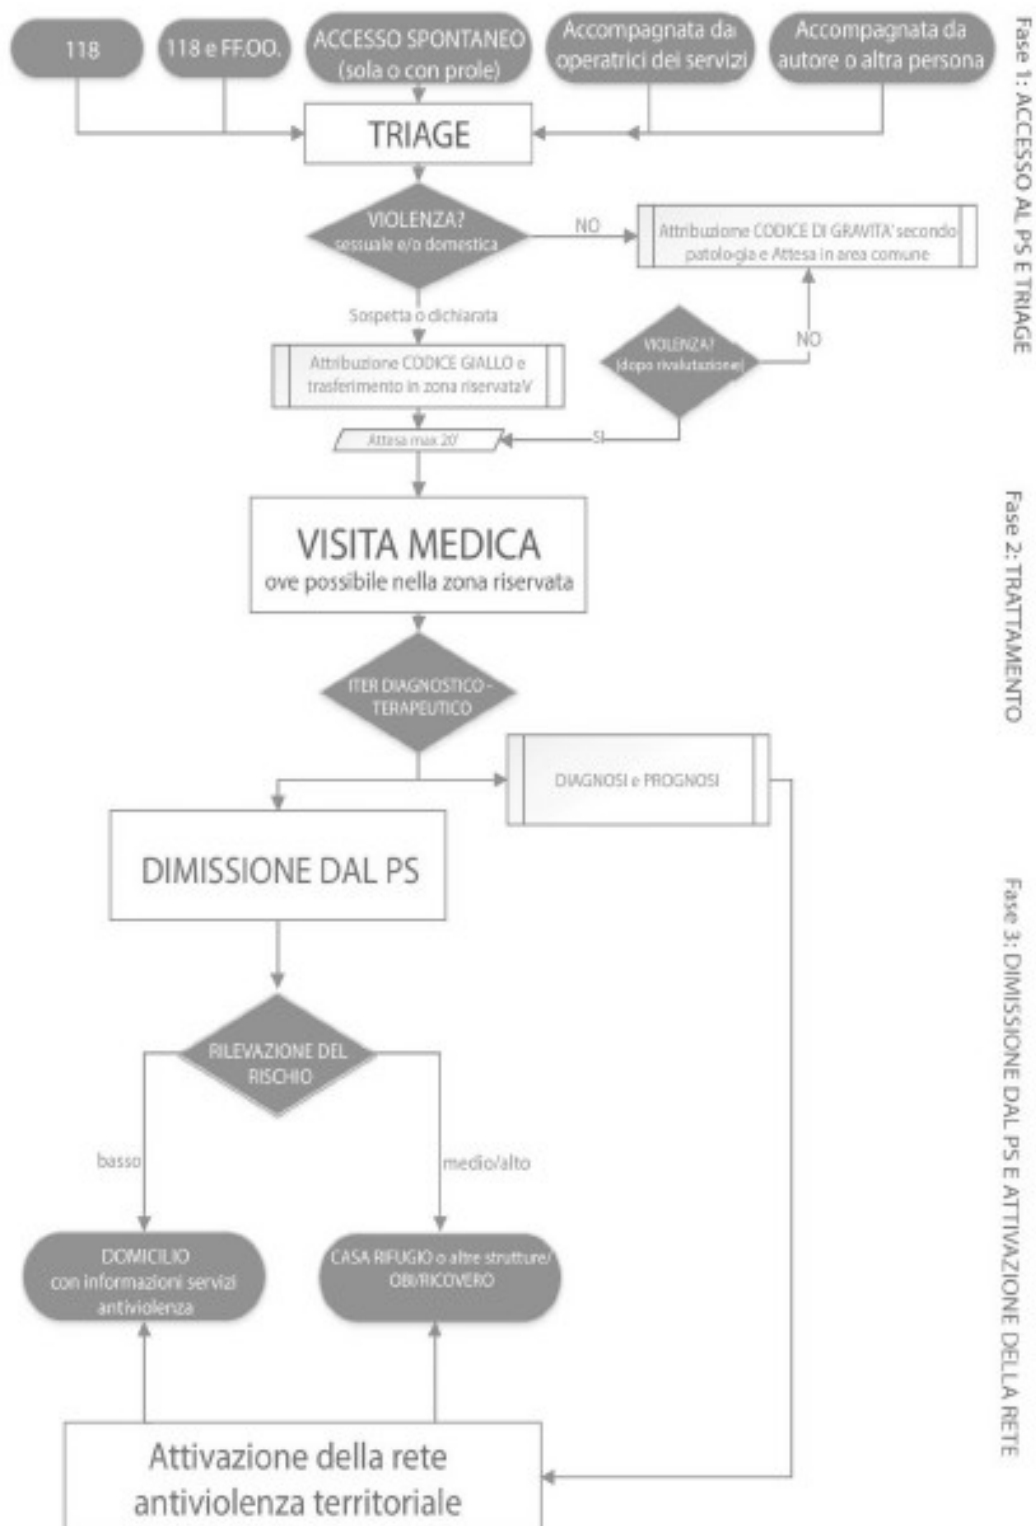 118
118 e FF.OO.
ACCESSO SPONTANEO
(sola o con prole)
Accompagnata da
operatrici dei servizi
Accompagnata da
autore o altra persona
Fase 1: ACCESSO AL PS E TRIAGE
TRIAGE
VIOLENZA?
sessuale e/o domestica
NO
Attribuzione CODICE DI GRAVITA' secondo
patolo-gia e Attesa in area comune
Sospetta o dichiarata
VIOLENZA?
(dopo rivalutazione)
NO
Attribuzione CODICE GIALLO e
trasferimento in zona riservataV
Attesa max 20'
SI
Fase 2: TRATTAMENTO
VISITA MEDICA
ove possibile nella zona riservata
ITER DIAGNOSTICO -
TERAPEUTICO
DIAGNOSI e PROGNOSI
Fase 3: DIMISSIONE DAL PS E ATTIVAZIONE DELLA RETE
DIMISSIONE DAL PS
RILEVAZIONE DEL
RISCHIO
basso
medio/alto
DOMICILIO
con informazioni servizi
antiviolenza
CASA RIFUGIO o altre strutture/
OBI/RICOVERO
Attivazione della rete
antiviolenza territoriale